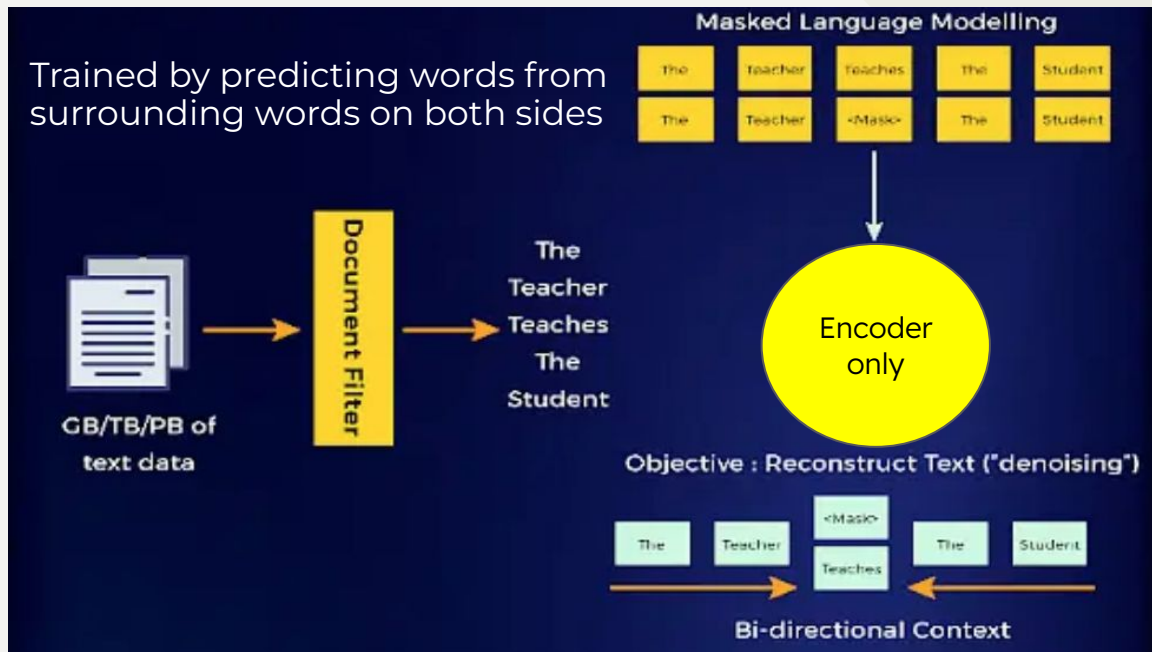 Masked Language Modelling
Trained by predicting words from
surrounding words on both sides
The Teacher Teaches The Student
The Teacher <Mask> The Student
Document Filter
The
Teacher
Teaches
The
Student
GB/TB/PB of
text data
Encoder
only
Objective : Reconstruct Text ("denoising")
The Teacher <Mask> The Student
Teaches
Bi-directional Context